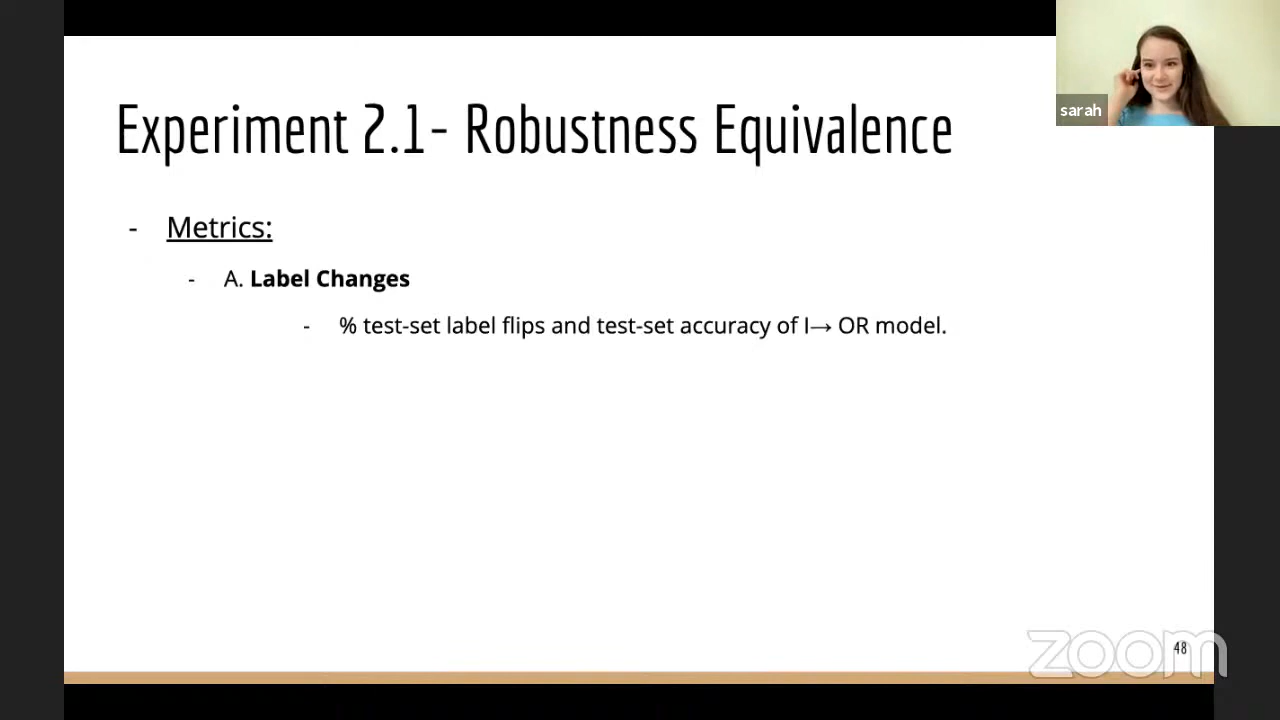 Experiment 2.1- Robustness Equivalence
sarah
- Metrics:
- A. Label Changes
- % test-set label flips and test-set accuracy of I→ OR model.
48
zoom